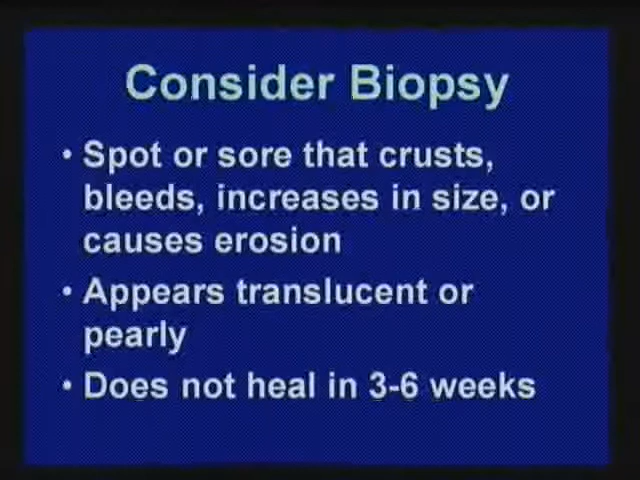 Consider Biopsy
• Spot or sore that crusts,
bleeds, increases in size, or
causes erosion
• Appears translucent or
pearly
• Does not heal in 3-6 weeks